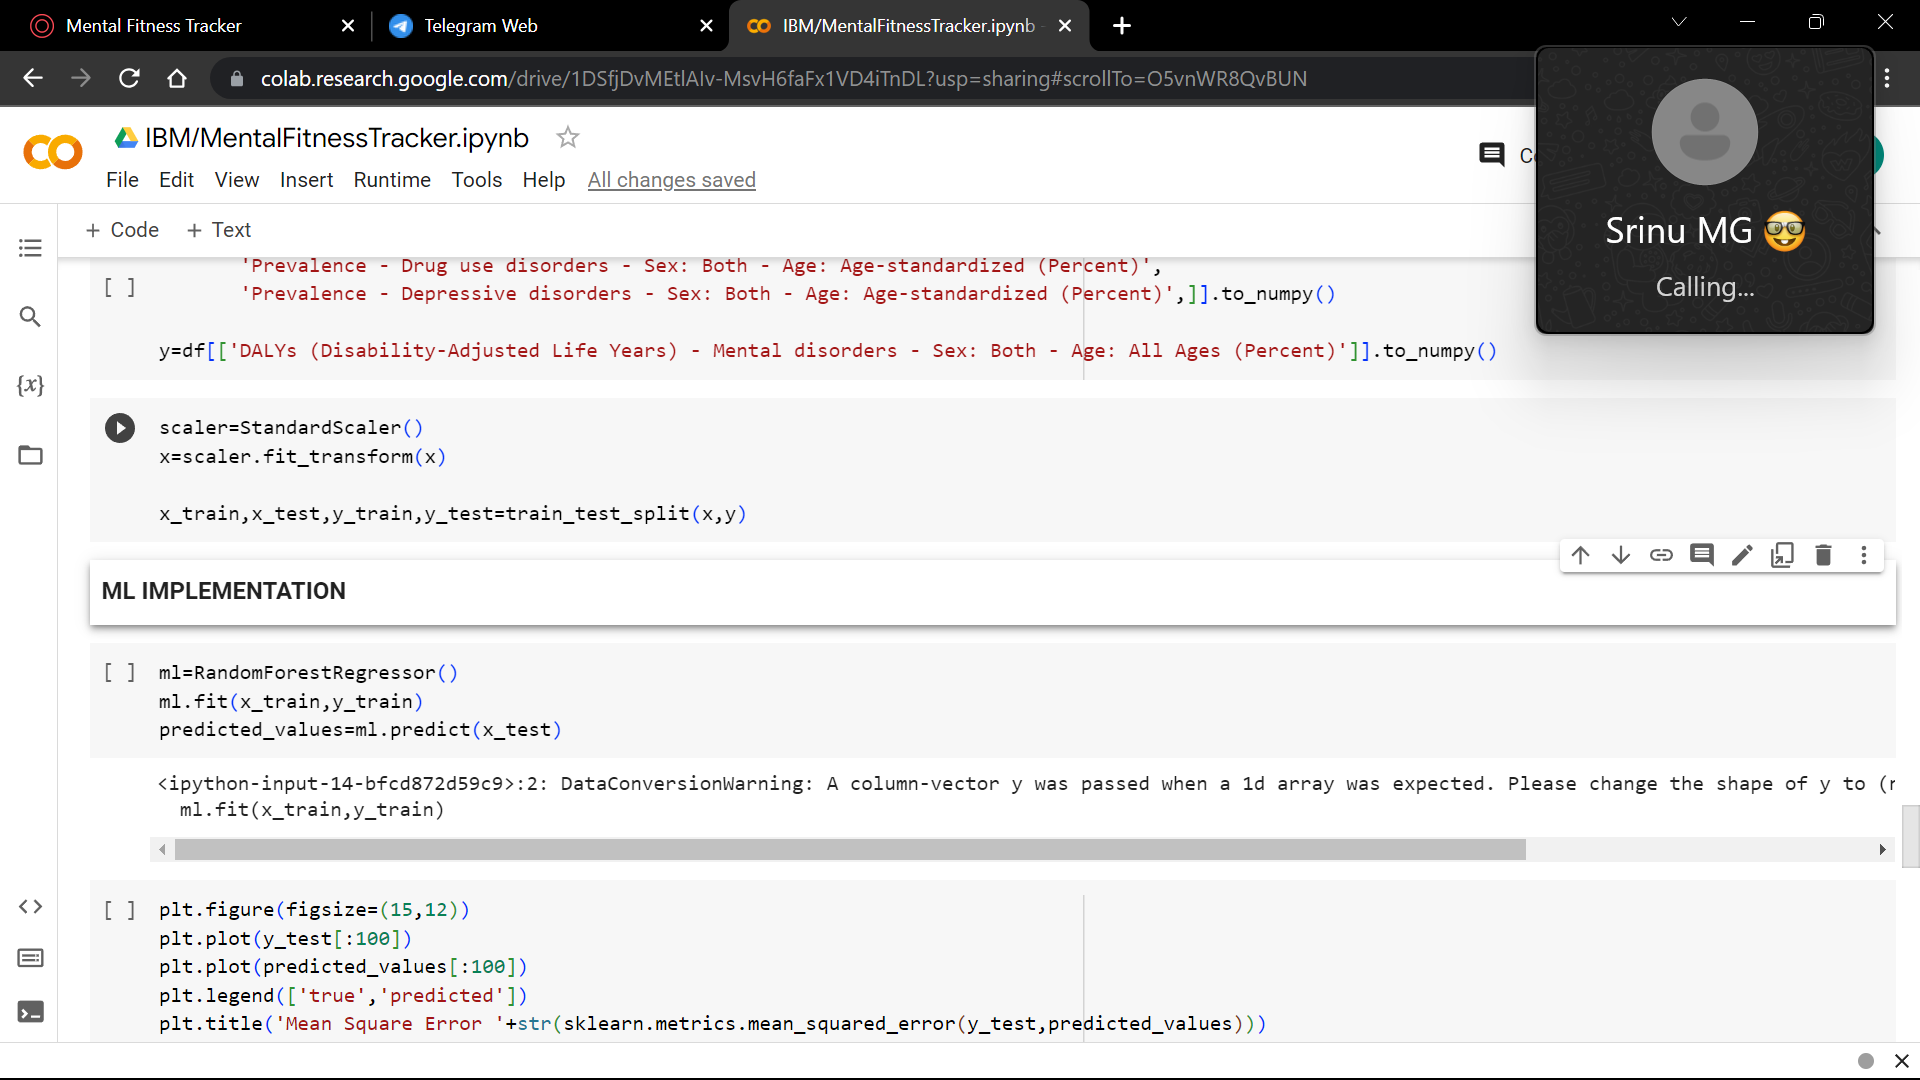 Mental Fitness Tracker
Telegram Web
IBM/MentalFitnessTracker.ipynb
colab.research.google.com/drive/1DSfjDvMEtlAIv-MsvH6faFx1VD4iTnDL?usp=sharing#scrollTo=O5vnWR8QvBUN
IBM/MentalFitnessTracker.ipynb
File Edit View Insert Runtime Tools Help All changes saved
+ Code + Text
Srinu MG 🤓
Calling...
'Prevalence - Drug use disorders - Sex: Both - Age: Age-standardized (Percent)',
[ ] 'Prevalence - Depressive disorders - Sex: Both - Age: Age-standardized (Percent)',]].to_numpy()
y=df[['DALYs (Disability-Adjusted Life Years) - Mental disorders - Sex: Both - Age: All Ages (Percent)']].to_numpy()
scaler=StandardScaler()
x=scaler.fit_transform(x)
x_train,x_test,y_train,y_test=train_test_split(x,y)
ML IMPLEMENTATION
[ ] ml=RandomForestRegressor()
ml.fit(x_train,y_train)
predicted_values=ml.predict(x_test)
<ipython-input-14-bfcd872d59c9>:2: DataConversionWarning: A column-vector y was passed when a 1d array was expected. Please change the shape of y to (
ml.fit(x_train,y_train)
[ ] plt.figure(figsize=(15,12))
plt.plot(y_test[:100])
plt.plot(predicted_values[:100])
plt.legend(['true','predicted'])
plt.title('Mean Square Error '+str(sklearn.metrics.mean_squared_error(y_test,predicted_values)))